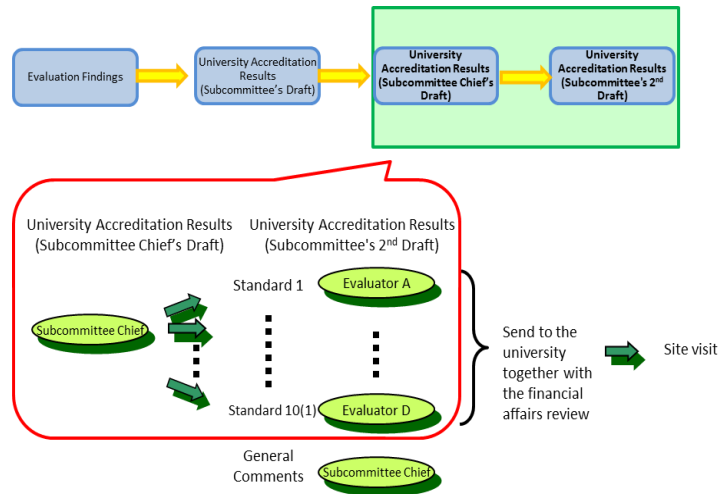 Evaluation Findings
University Accreditation
Results
(Subcommittee's Draft)
University
Accreditation Results
(Subcommittee Chief's
Draft)
University
Accreditation Results
(Subcommittee's 2nd
Draft)
University Accreditation Results
(Subcommittee Chief's Draft)
University Accreditation Results
(Subcommittee's 2nd Draft)
Standard 1
Evaluator A
Subcommittee Chief
Standard 10(1)
Evaluator D
Send to the
university
together with
the financial
affairs review
Site visit
General
Comments
Subcommittee Chief